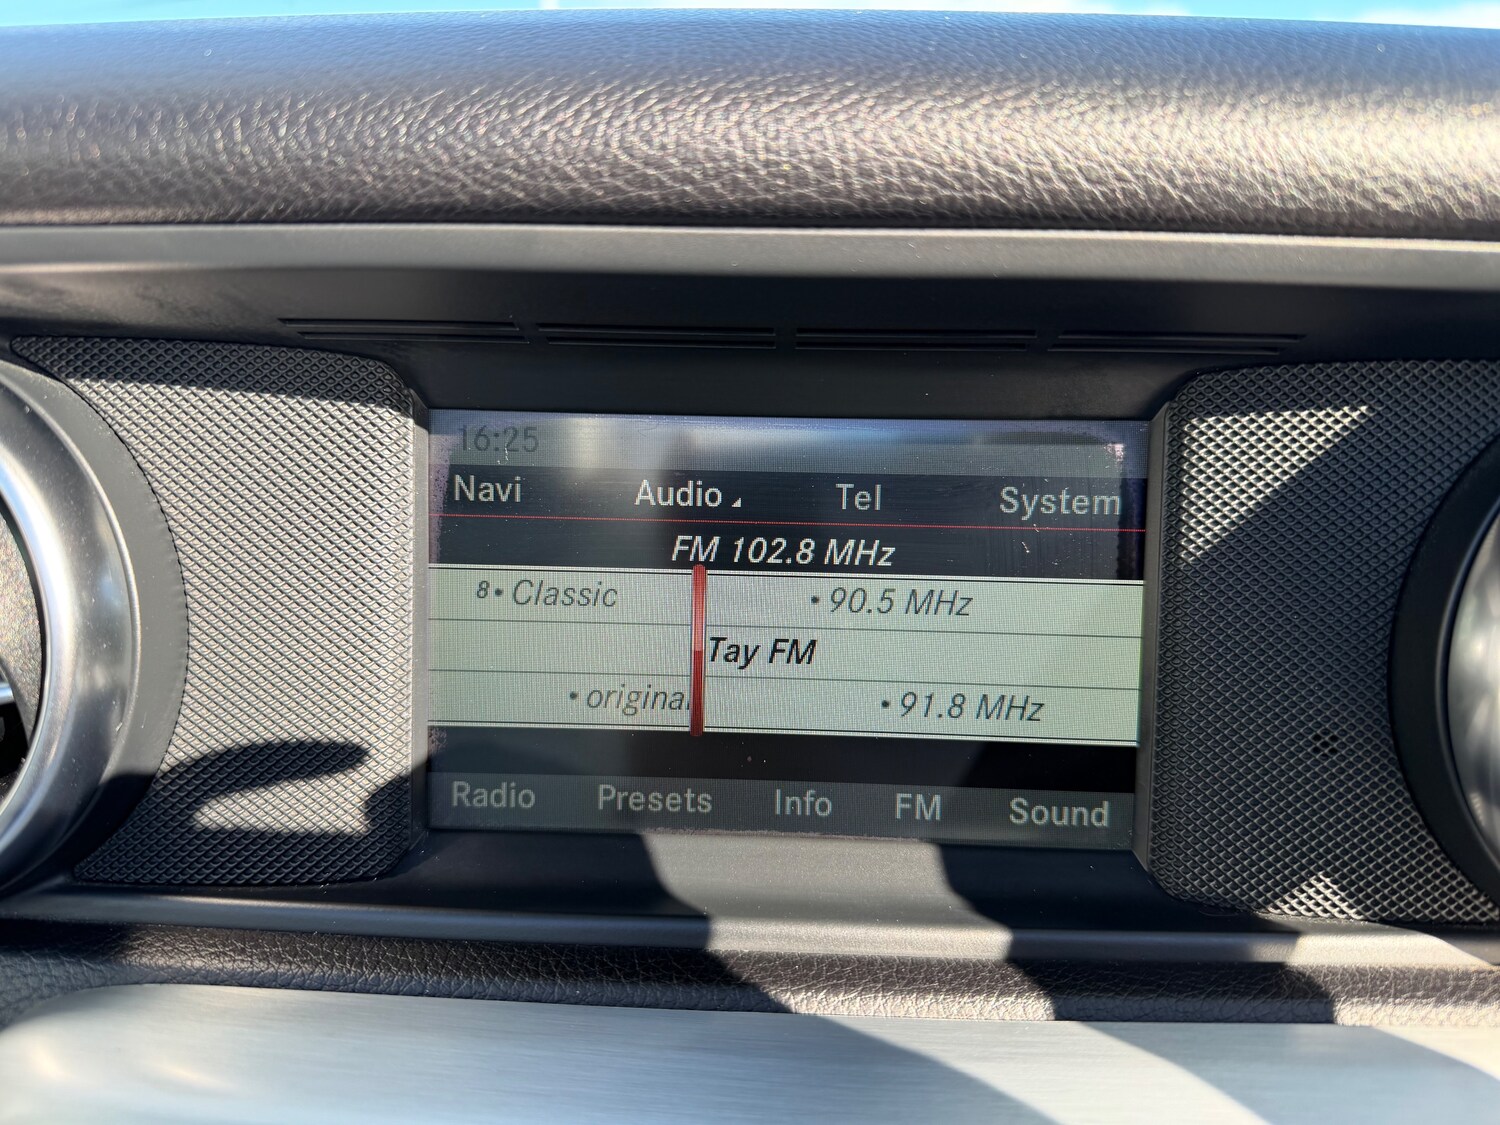 16:25
Navi Audio Tel System
FM 102.8 MHz
8• Classic • 90.5 MHz
Tay FM
• original • 91.8 MHz
Radio Presets Info FM Sound